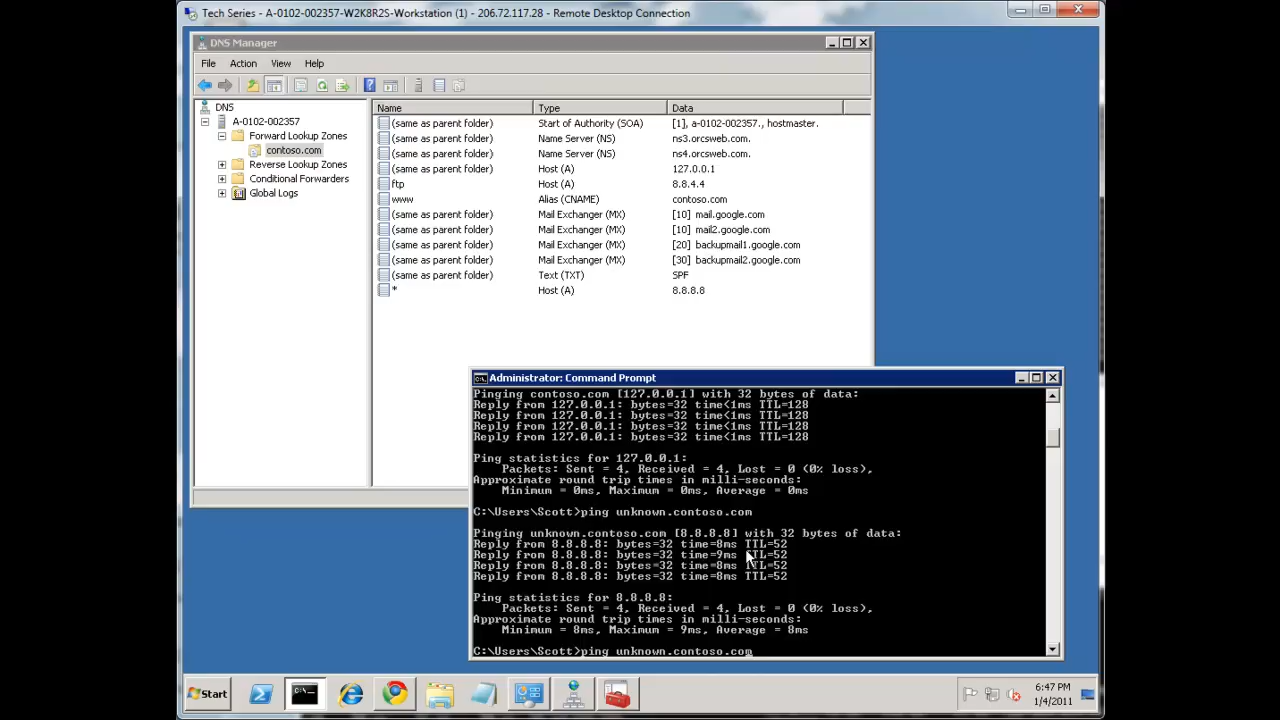 Tech Series - A-0102-002357-W2K8R2S-Workstation (1) - 206.72.117.28 - Remote Desktop Connection
DNS Manager
File Action View Help
DNS
A-0102-002357
Forward Lookup Zones
contoso.com
Reverse Lookup Zones
Conditional Forwarders
Global Logs
Name Type Data
(same as parent folder) Start of Authority (SOA) [1], a-0102-002357., hostmaster.
(same as parent folder) Name Server (NS) ns3.orcsweb.com.
(same as parent folder) Name Server (NS) ns4.orcsweb.com.
(same as parent folder) Host (A) 127.0.0.1
ftp Host (A) 8.8.4.4
www Alias (CNAME) contoso.com
(same as parent folder) Mail Exchanger (MX) [10] mail.google.com
(same as parent folder) Mail Exchanger (MX) [10] mail2.google.com
(same as parent folder) Mail Exchanger (MX) [20] backupmail1.google.com
(same as parent folder) Mail Exchanger (MX) [30] backupmail2.google.com
(same as parent folder) Text (TXT) SPF
* Host (A) 8.8.8.8
Administrator: Command Prompt
Pinging contoso.com [127.0.0.1] with 32 bytes of data:
Reply from 127.0.0.1: bytes=32 time<1ms TTL=128
Reply from 127.0.0.1: bytes=32 time<1ms TTL=128
Reply from 127.0.0.1: bytes=32 time<1ms TTL=128
Reply from 127.0.0.1: bytes=32 time<1ms TTL=128
Ping statistics for 127.0.0.1:
Packets: Sent = 4, Received = 4, Lost = 0 (0% loss),
Approximate round trip times in milli-seconds:
Minimum = 0ms, Maximum = 0ms, Average = 0ms
C:\Users\Scott>ping unknown.contoso.com
Pinging unknown.contoso.com [8.8.8.8] with 32 bytes of data:
Reply from 8.8.8.8: bytes=32 time=8ms TTL=52
Reply from 8.8.8.8: bytes=32 time=9ms TTL=52
Reply from 8.8.8.8: bytes=32 time=8ms TTL=52
Reply from 8.8.8.8: bytes=32 time=8ms TTL=52
Ping statistics for 8.8.8.8:
Packets: Sent = 4, Received = 4, Lost = 0 (0% loss),
Approximate round trip times in milli-seconds:
Minimum = 8ms, Maximum = 9ms, Average = 8ms
C:\Users\Scott>ping unknown.contoso.com
Start
6:47 PM
1/4/2011